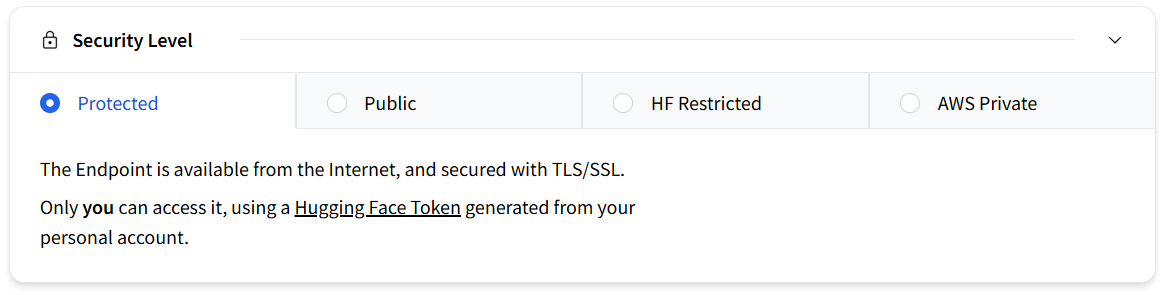 Security Level
Protected
Public
HF Restricted
AWS Private
The Endpoint is available from the Internet, and secured with TLS/SSL.
Only you can access it, using a Hugging Face Token generated from your
personal account.